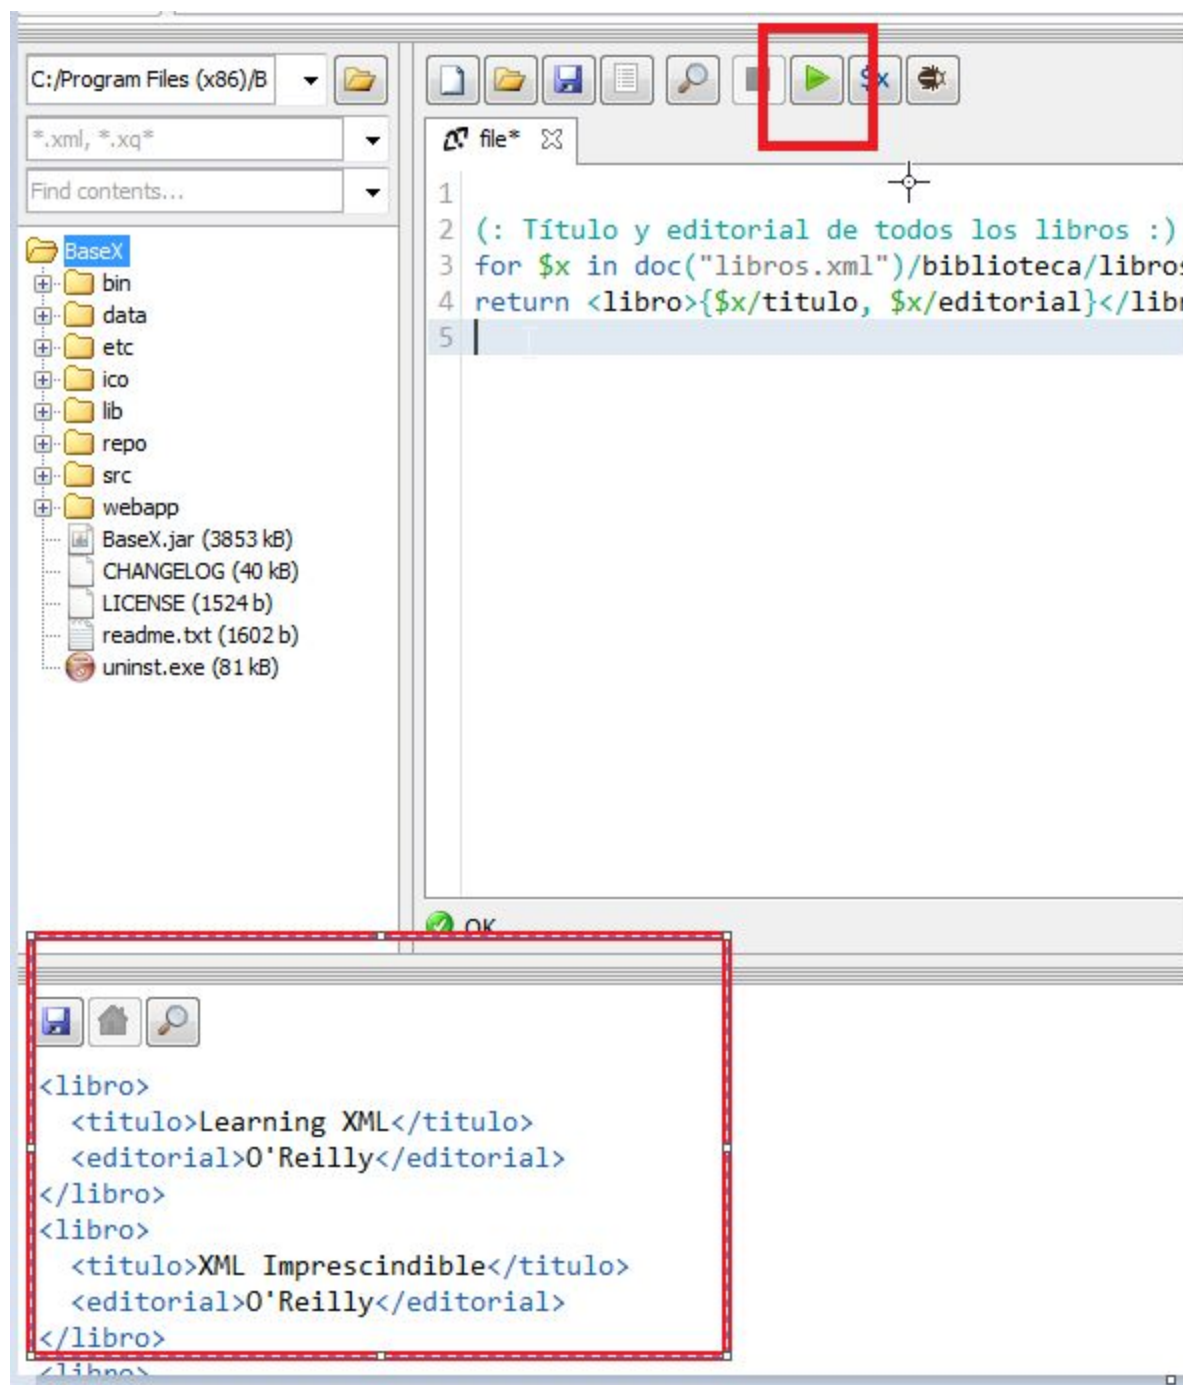 C:/Program Files (x86)/B
*.xml, *.xq*
Find contents...
BaseX
bin
data
etc
ico
lib
repo
src
webapp
BaseX.jar (3853 kB)
CHANGELOG (40 kB)
LICENSE (1524 b)
readme.txt (1602 b)
uninst.exe (81 kB)
$x
file*
1
2 (: Título y editorial de todos los libros :)
3 for $x in doc("libros.xml")/biblioteca/libros
4 return <libro>{$x/titulo, $x/editorial}</libr
5
OK
<libro>
<titulo>Learning XML</titulo>
<editorial>O'Reilly</editorial>
</libro>
<libro>
<titulo>XML Imprescindible</titulo>
<editorial>O'Reilly</editorial>
</libro>
<libro>